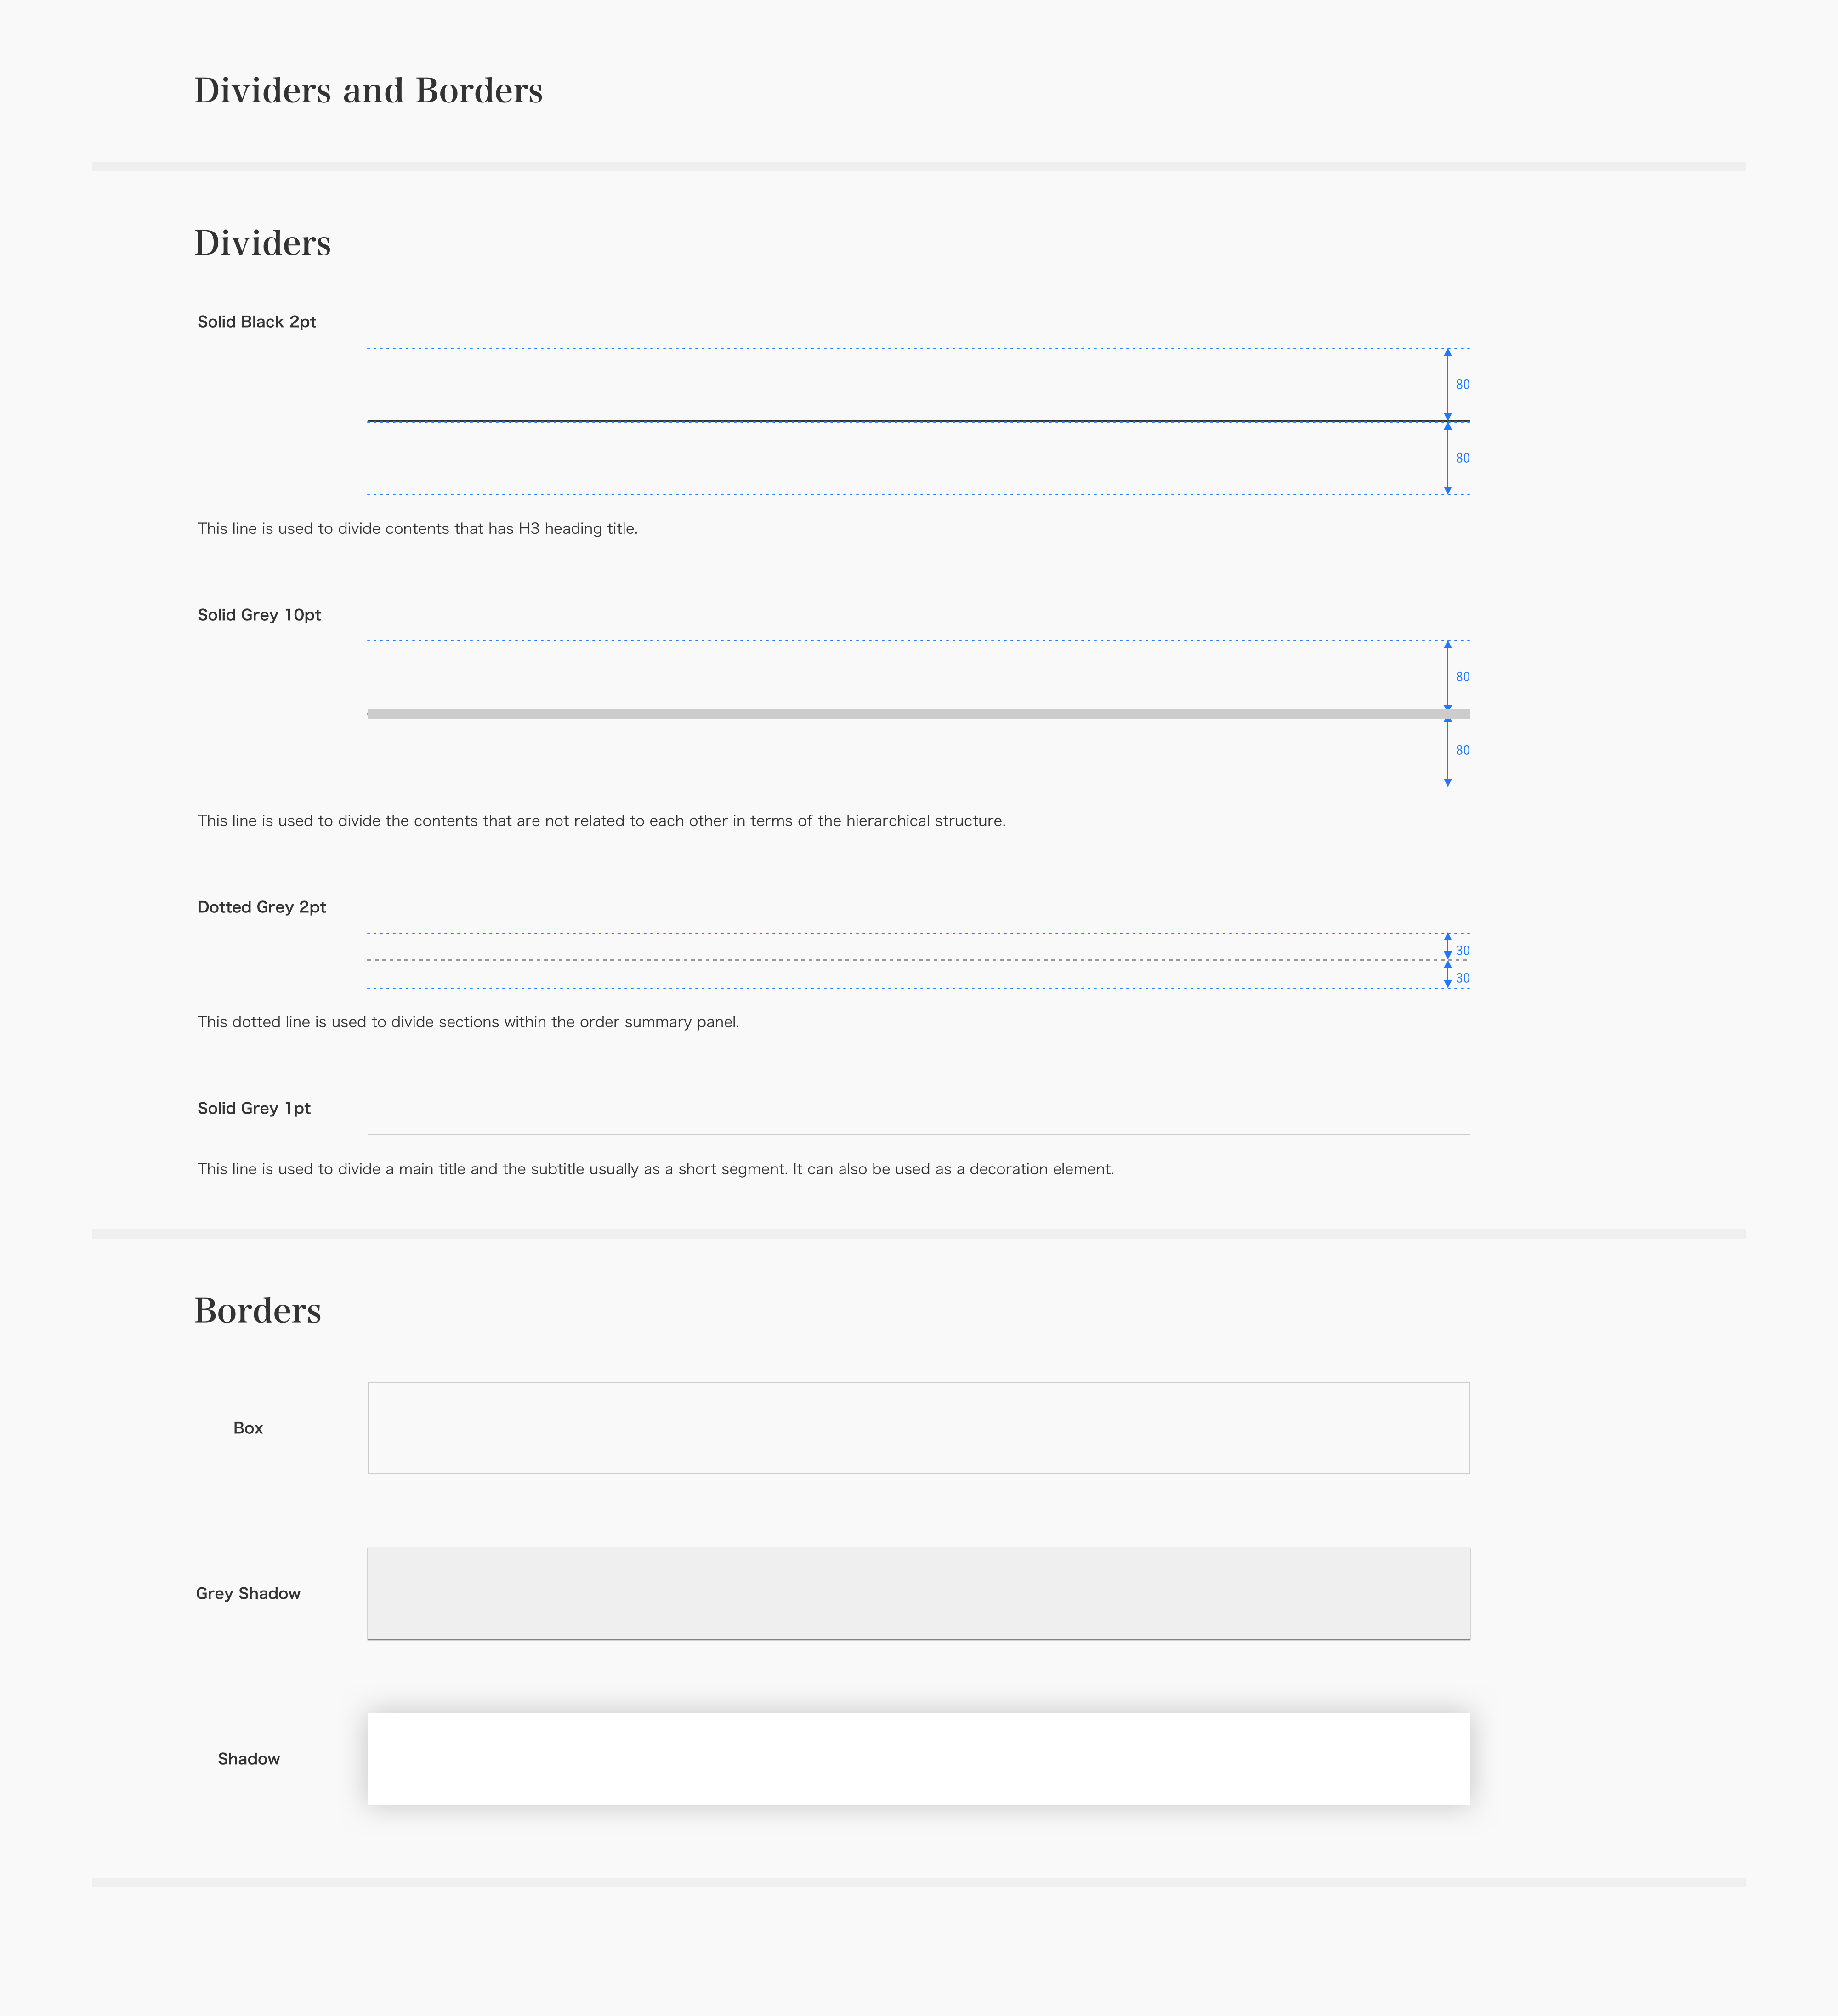 Dividers and Borders
Dividers
Solid Black 2pt
80
80
This line is used to divide contents that has H3 heading title.
Solid Grey 10pt
80
80
This line is used to divide the contents that are not related to each other in terms of the hierarchical structure.
Dotted Grey 2pt
30
30
This dotted line is used to divide sections within the order summary panel.
Solid Grey 1pt
This line is used to divide a main title and the subtitle usually as a short segment. It can also be used as a decoration element.
Borders
Box
Grey Shadow
Shadow